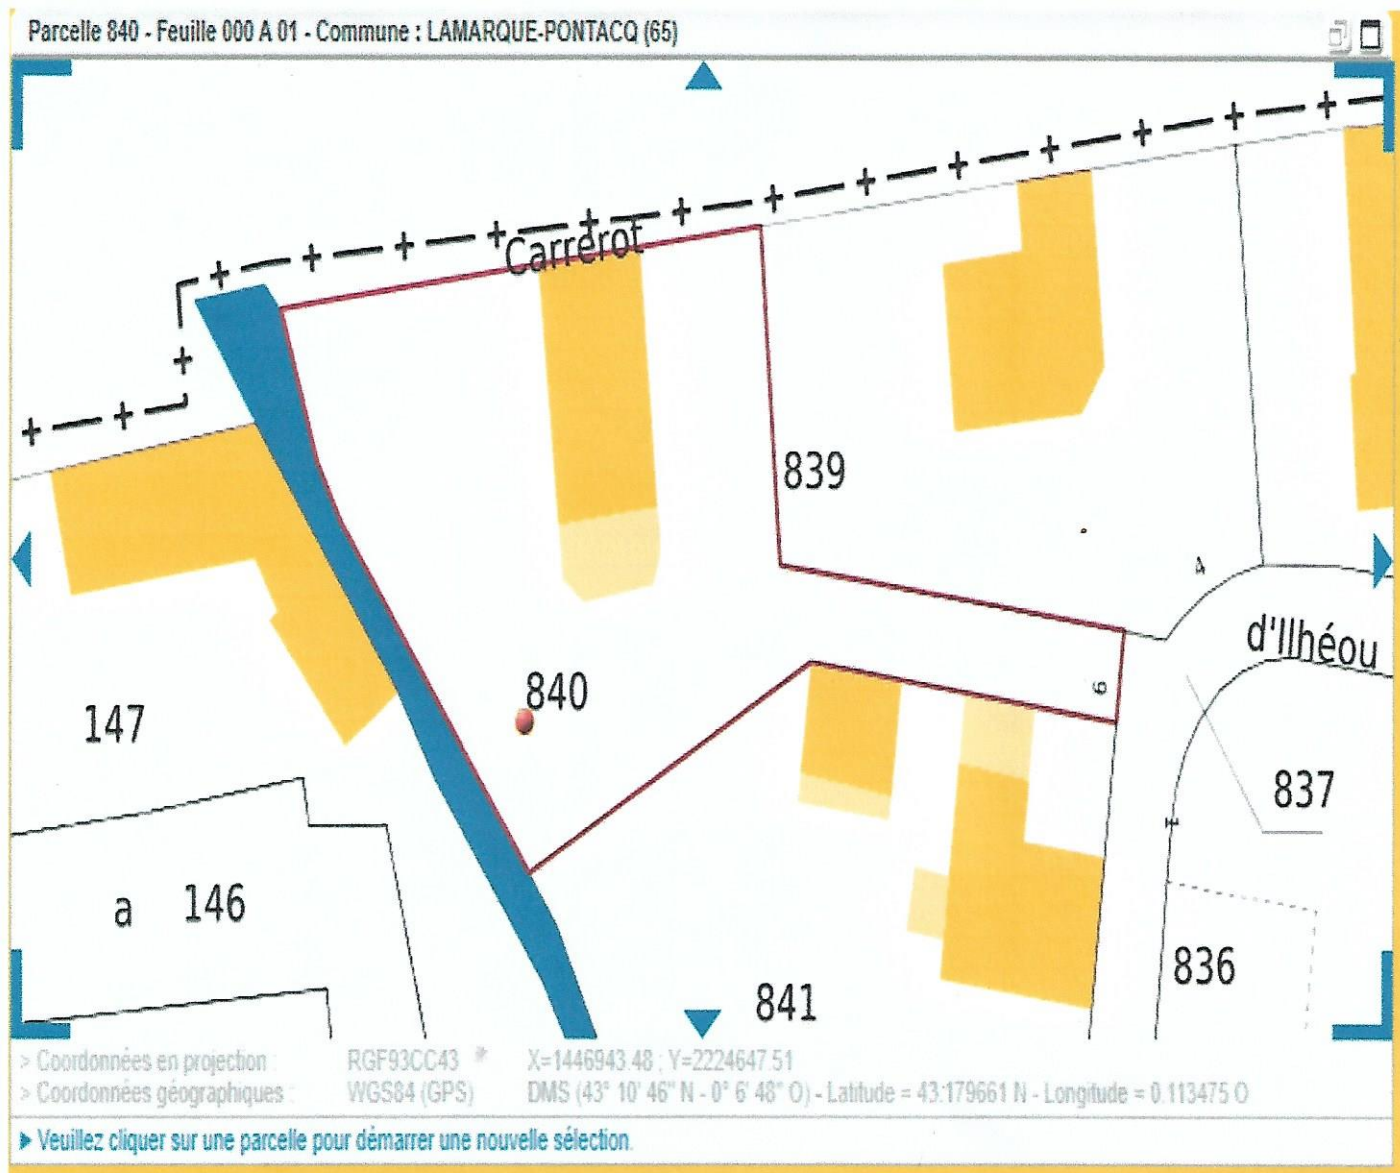 Parcelle 840 - Feuille 000 A 01 - Commune : LAMARQUE-PONTACQ (65)
Carrérot
839
4
d'Ilhéou
6
840
147
837
a 146
836
841
> Coordonnées en projection : RGF93CC43 * X=1446943.48 ; Y=2224647.51
> Coordonnées géographiques : WGS84 (GPS) DMS (43° 10' 46" N - 0° 6' 48" O) - Latitude = 43.179661 N - Longitude = 0.113475 O
Veuillez cliquer sur une parcelle pour démarrer une nouvelle sélection.